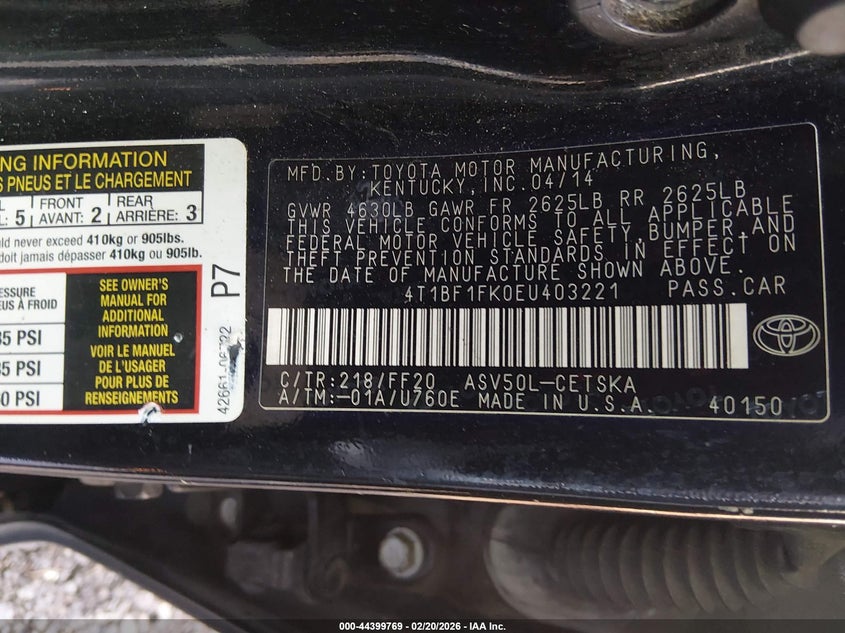 NG INFORMATION
S PNEUS ET LE CHARGEMENT
L: 5
FRONT
AVANT: 2
REAR
ARRIÈRE: 3
never exceed 410kg or 905lbs.
doit jamais dépasser 410kg ou 905lb.
SEE OWNER'S
MANUAL FOR
ADDITIONAL
INFORMATION
VOIR LE MANUEL
DE L'USAGER
PLUS DE
RENSEIGNEMENTS
PSI
PSI
PSI
P7
MFD.BY:TOYOTA MOTOR MANUFACTURING,
KENTUCKY,INC.04/14
GVWR 4630LB GAWR FR 2625LB RR 2625LB
THIS VEHICLE CONFORMS TO ALL APPLICABLE
FEDERAL MOTOR VEHICLE SAFETY,BUMPER,AND
THEFT PREVENTION STANDARDS IN EFFECT ON
THE DATE OF MANUFACTURE SHOWN ABOVE.
4T1BF1FK0EU403221 PASS.CAR
C/TR:218/FF20 ASV50L-CETSKA
A/TM:-01A/U760E MADE IN U.S.A. 40150
000-44399769 | 02/20/2026 | IAA Inc.